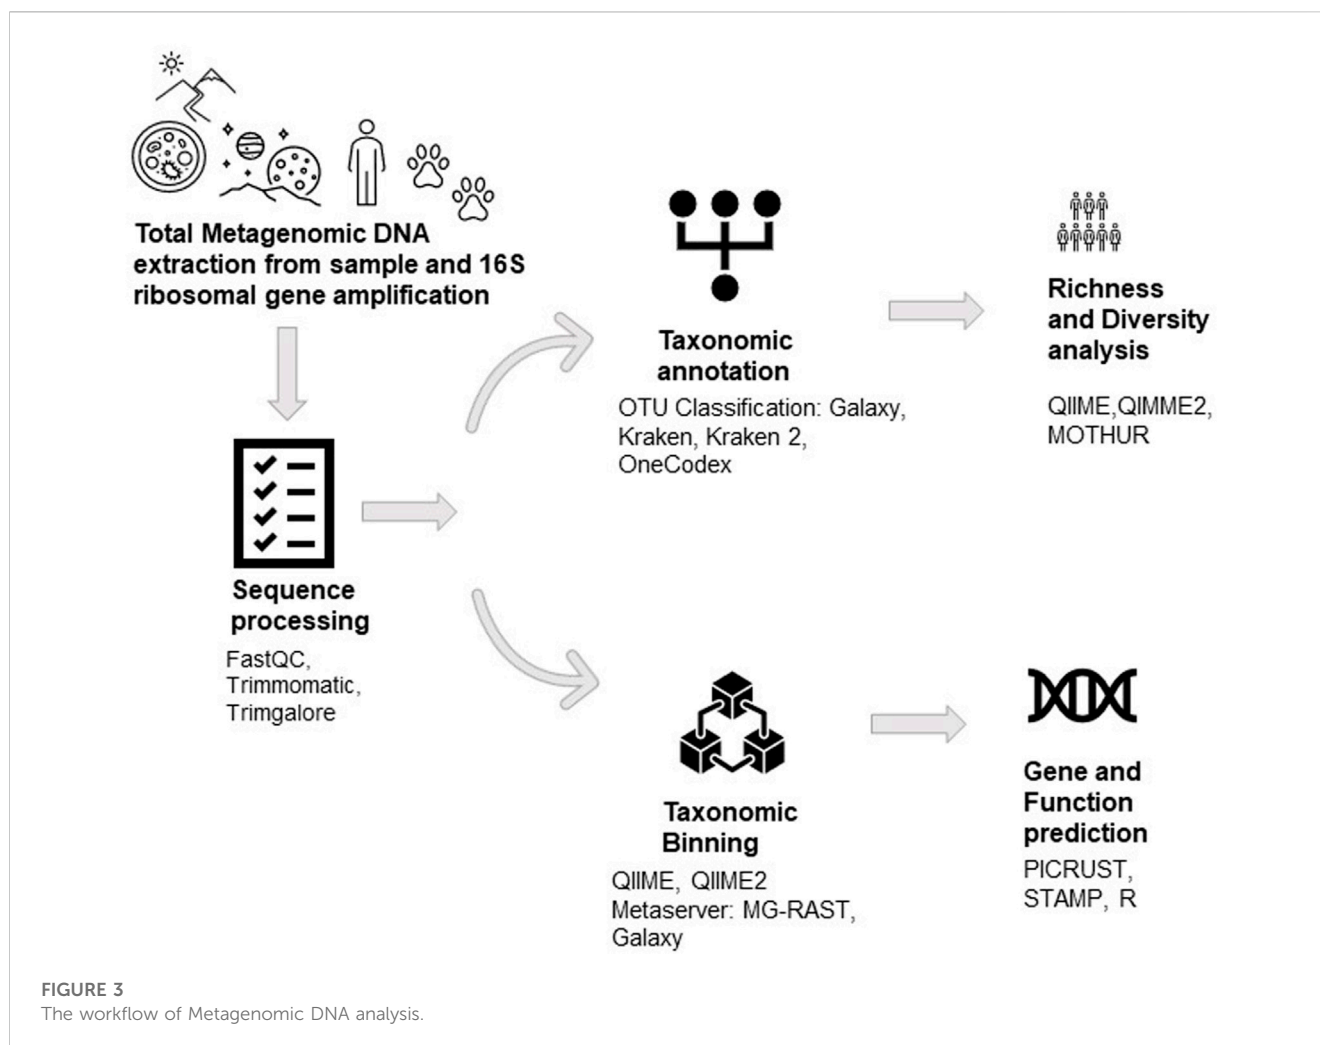 Total Metagenomic DNA
extraction from sample and 16S
ribosomal gene amplification
Sequence
processing
FastQC,
Trimmomatic,
Trimgalore
Taxonomic
annotation
OTU Classification: Galaxy,
Kraken, Kraken 2,
OneCodex
Richness
and Diversity
analysis
QIIME,QIMME2,
MOTHUR
Taxonomic
Binning
QIIME, QIIME2
Metaserver: MG-RAST,
Galaxy
Gene and
Function
prediction
PICRUST,
STAMP, R
FIGURE 3
The workflow of Metagenomic DNA analysis.